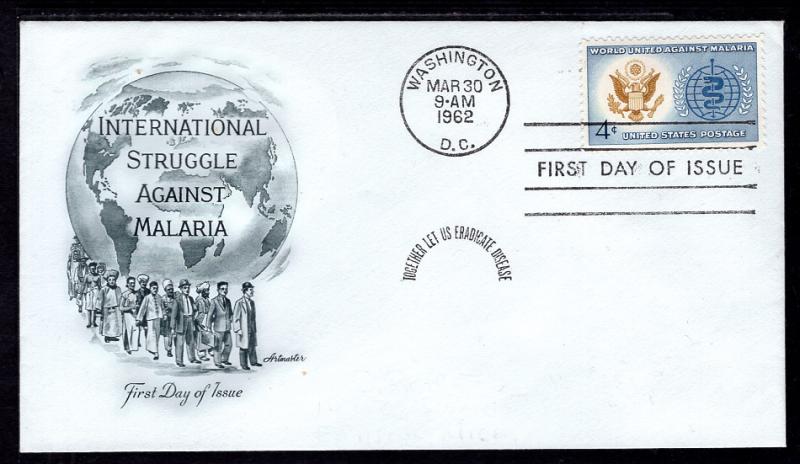 INTERNATIONAL
STRUGGLE
AGAINST
MALARIA
Artmaster
First Day of Issue
WASHINGTON
MAR 30
9-AM
1962
D.C.
WORLD UNITED AGAINST MALARIA
4¢
UNITED STATES POSTAGE
FIRST DAY OF ISSUE
TOGETHER LET US ERADICATE DISEASE